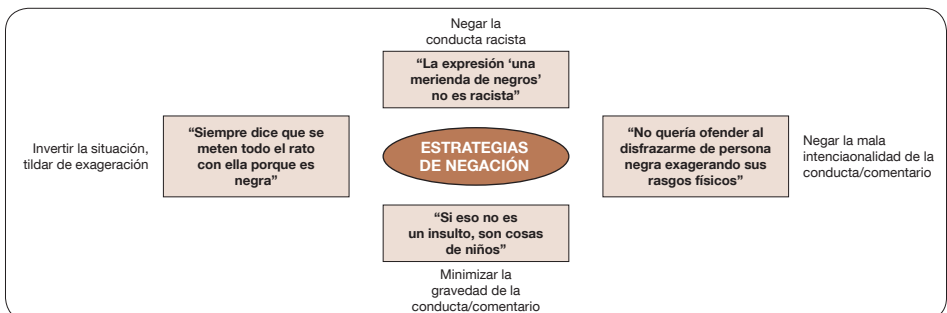 Negar la
conducta racista
“La expresión ‘una
merienda de negros’
no es racista”
Invertir la situación,
tildar de exageración
“Siempre dice que se
meten todo el rato
con ella porque es
negra”
ESTRATEGIAS
DE NEGACIÓN
“No quería ofender al
disfrazarme de persona
negra exagerando sus
rasgos físicos”
Negar la mala
intenciaonalidad de la
conducta/comentario
“Si eso no es
un insulto, son cosas
de niños”
Minimizar la
gravedad de la
conducta/comentario